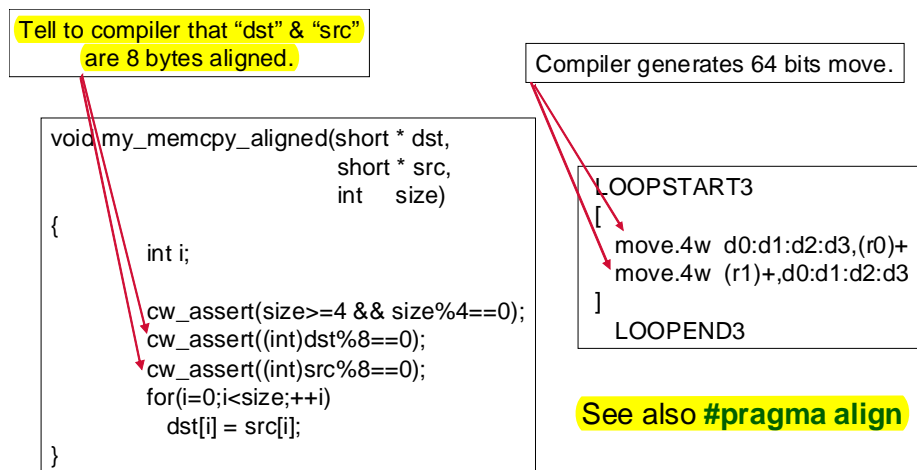 Tell to compiler that “dst” & “src”
are 8 bytes aligned.
Compiler generates 64 bits move.
void my_memcpy_aligned(short * dst,
short * src,
int size)
{
int i;
cw_assert(size>=4 && size%4==0);
cw_assert((int)dst%8==0);
cw_assert((int)src%8==0);
for(i=0;i<size;++i)
dst[i] = src[i];
}
LOOPSTART3
[
move.4w d0:d1:d2:d3,(r0)+
move.4w (r1)+,d0:d1:d2:d3
]
LOOPEND3
See also #pragma align